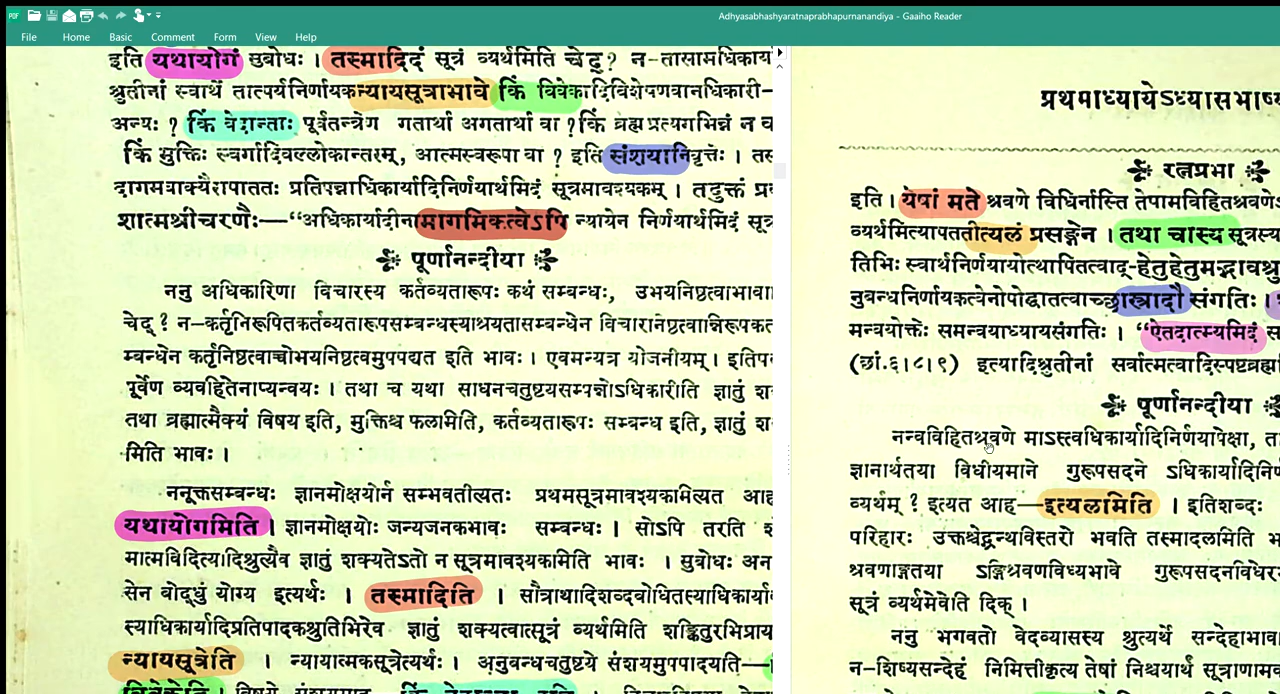 Adhyasabhashyaratnaprabhapurnanandiya - Gaaiho Reader
File Home Basic Comment Form View Help
इति यथायोगं सुबोधः । तस्मादिदं सूत्रं व्यर्थमिति चेद्? न-तासामधिकाय
श्रुतीनां स्वार्थे तात्पर्यनिर्णायकन्यायसूत्राभावे किं विवेकादिविशेषणवानधिकारी-
अन्यः ? किं वेदान्ताः पूर्वतन्त्रेण गतार्था अगतार्था वा ? किं ब्रह्म प्रत्यगभिन्नं न व
किं मुक्तिः स्वर्गादिवल्लोकान्तरम्, आत्मस्वरूपा वा ? इति संशयानिवृत्तेः । तस
दागमवाक्यैरापाततः प्रतिपन्नाधिकार्यादिनिर्णयार्थमिदं सूत्रमावश्यकम् । तदुक्तं प्र
शात्मश्रीचरणैः—“अधिकार्यादीनामागमिकत्वेऽपि न्यायेन निर्णयार्थमिदं सूत्र
पूर्णानन्दीया
ननु अधिकारिणा विचारस्य कर्तव्यतारूपः कथं सम्बन्धः, उभयनिष्ठत्वाभावा
चेद् ? न-कर्तृनिरूपितकर्तव्यतारूपसम्बन्धस्याश्रयतासम्बन्धेन विचारनिष्ठत्वान्निरूपकत
म्बन्धेन कर्तृनिष्ठत्वाच्चोभयनिष्ठत्वमुपपद्यत इति भावः । एवमन्यत्र योजनीयम् । इतिप
पूर्वेण व्यवहितेनाप्यन्वयः । तथा च यथा साधनचतुष्टयसम्पन्नोऽधिकारीति ज्ञातुं श
तथा ब्रह्मात्मैक्यं विषय इति, मुक्तिश्च फलामिति, कर्तव्यतारूपः सम्बन्ध इति, ज्ञातुं श
मिति भावः ।
ननूक्तसम्बन्धः ज्ञानमोक्षयोर्न सम्भवतीत्यतः प्रथमसूत्रमावश्यकमित्यत आह
यथायोगमिति । ज्ञानमोक्षयोः जन्यजनकभावः सम्बन्धः । सोऽपि तरति श
मात्मविदित्यादिश्रुत्यैव ज्ञातुं शक्यतेऽतो न सूत्रमावश्यकमिति भावः । सुबोधः अन
सेन बोद्धुं योग्य इत्यर्थः । तस्मादिति । सौत्राथादिशब्दबोधितस्याधिकार्या
स्याधिकार्यादिप्रतिपादकश्रुतिभिरेव ज्ञातुं शक्यत्वात्सूत्रं व्यर्थमिति शङ्कितुरभिप्राय
न्यायसूत्रेति । न्यायात्मकसूत्रेत्यर्थः । अनुबन्धचतुष्टये संशयमुपपादयति—
विवेकेति
प्रथमाध्यायेऽध्यासभाष्य
रत्नप्रभा
इति । येषां मते श्रवणे विधिर्नास्ति तेषामविहितश्रवणे
व्यर्थमित्यापततीत्यलं प्रसङ्गेन । तथा चास्य सूत्रस्य
तिभिः स्वार्थनिर्णयायोत्थापितत्वाद्-हेतुहेतुमद्भावश्रु
नुबन्धनिर्णायकत्वेनोपोद्घातत्वाच्छास्त्रादौ संगतिः ।
मन्वयोक्तेः समन्वयाध्यायसंगतिः । “ऐतदात्म्यमिदं स
(छां.६।८।९) इत्यादिश्रुतीनां सर्वात्मत्वादिस्पष्टब्रह्म
पूर्णानन्दीया
नन्वविहितश्रवणे माऽस्त्वधिकार्यादिनिर्णयापेक्षा, त
ज्ञानार्थतया विधीयमाने गुरूपसदने ऽधिकार्यादिनि
व्यर्थम् ? इत्यत आह—इत्यलमिति । इतिशब्दः
परिहारः उक्तश्चेद्ग्रन्थविस्तरो भवति तस्मादलमिति भ
श्रवणाङ्गतया ऽङ्गिश्रवणविध्यभावे गुरूपसदनविधेर
सूत्रं व्यर्थमेवेति दिक् ।
ननु भगवतो वेदव्यासस्य श्रुत्यर्थे सन्देहाभावा
न-शिष्यसन्देहं निमित्तीकृत्य तेषां निश्चयार्थं सूत्राणाम